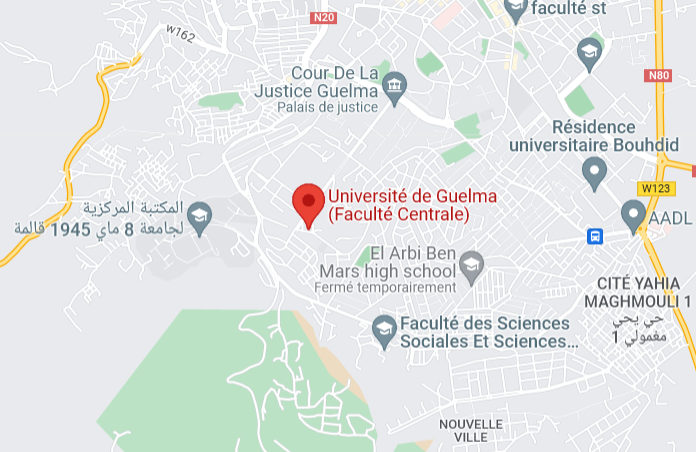 faculté st
N20
W162
Cour De La
Justice Guelma
Palais de justice
N80
Résidence
universitaire Bouhdid
W123
Université de Guelma
(Faculté Centrale)
المكتبة المركزية
لجامعة 8 ماي 1945 قالمة
AADL
El Arbi Ben
Mars high school
Fermé temporairement
CITÉ YAHIA
MAGHMOULI 1
حي يحي
مغمولي 1
Faculté des Sciences
Sociales Et Sciences...
NOUVELLE
VILLE